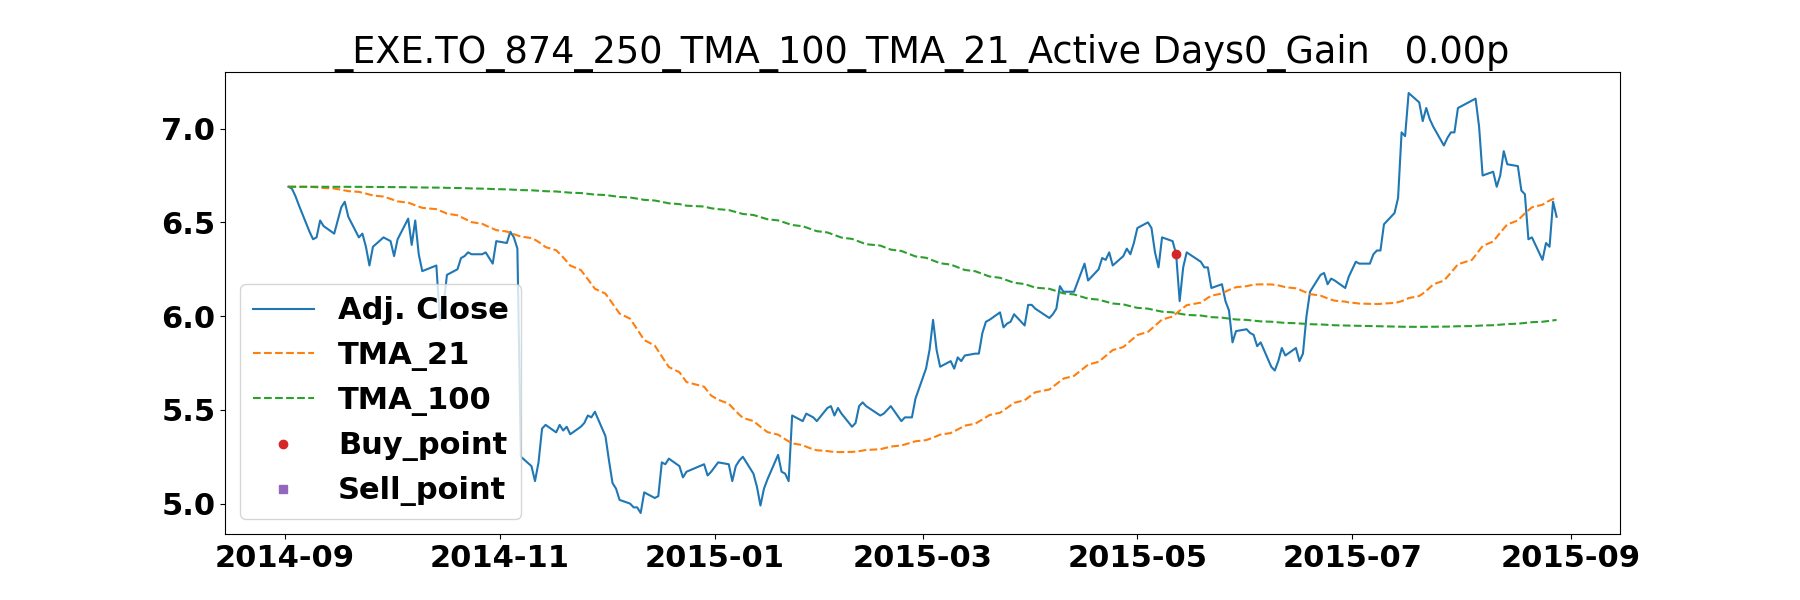 _EXE.TO_874_250_TMA_100_TMA_21_Active Days0_Gain   0.00p
7.0
6.5
6.0
5.5
5.0
Adj. Close
TMA_21
TMA_100
Buy_point
Sell_point
2014-09 2014-11 2015-01 2015-03 2015-05 2015-07 2015-09